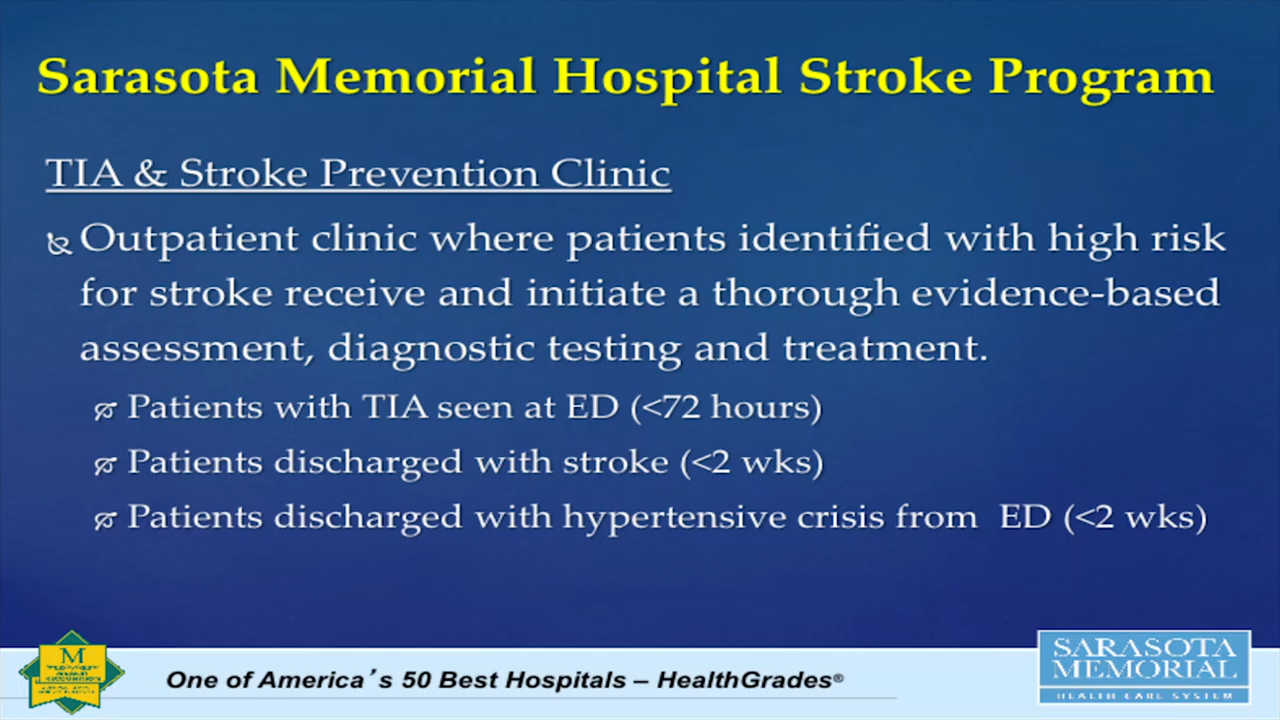 Sarasota Memorial Hospital Stroke Program
TIA & Stroke Prevention Clinic
Outpatient clinic where patients identified with high risk
for stroke receive and initiate a thorough evidence-based
assessment, diagnostic testing and treatment.
Patients with TIA seen at ED (<72 hours)
Patients discharged with stroke (<2 wks)
Patients discharged with hypertensive crisis from ED (<2 wks)
M
One of America’s 50 Best Hospitals – HealthGrades®
SARASOTA
MEMORIAL
HEALTH CARE SYSTEM